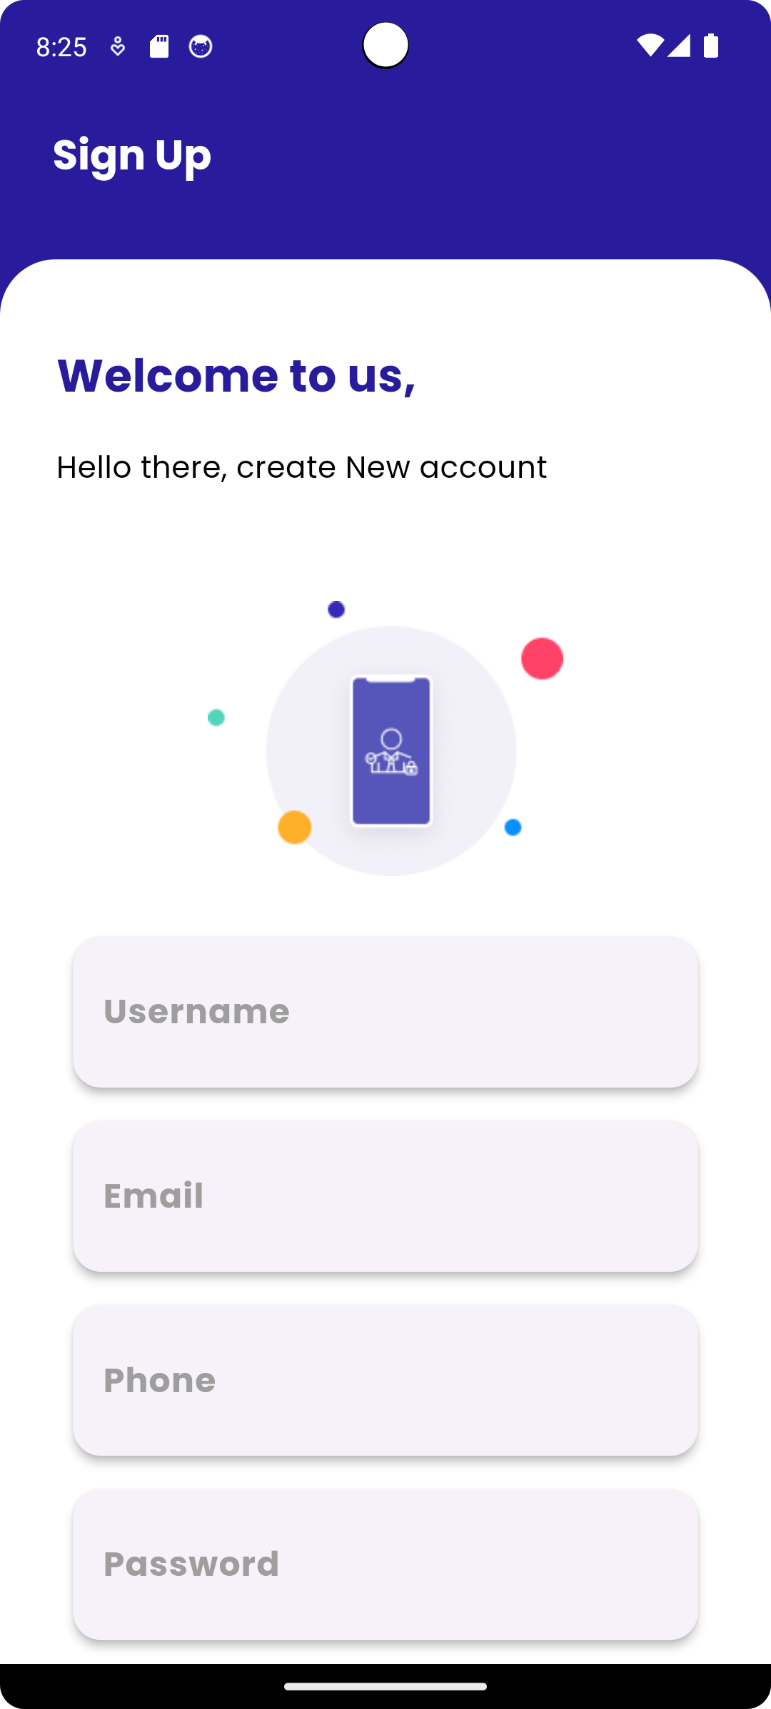 8:25
Sign Up
Welcome to us,
Hello there, create New account
Username
Email
Phone
Password